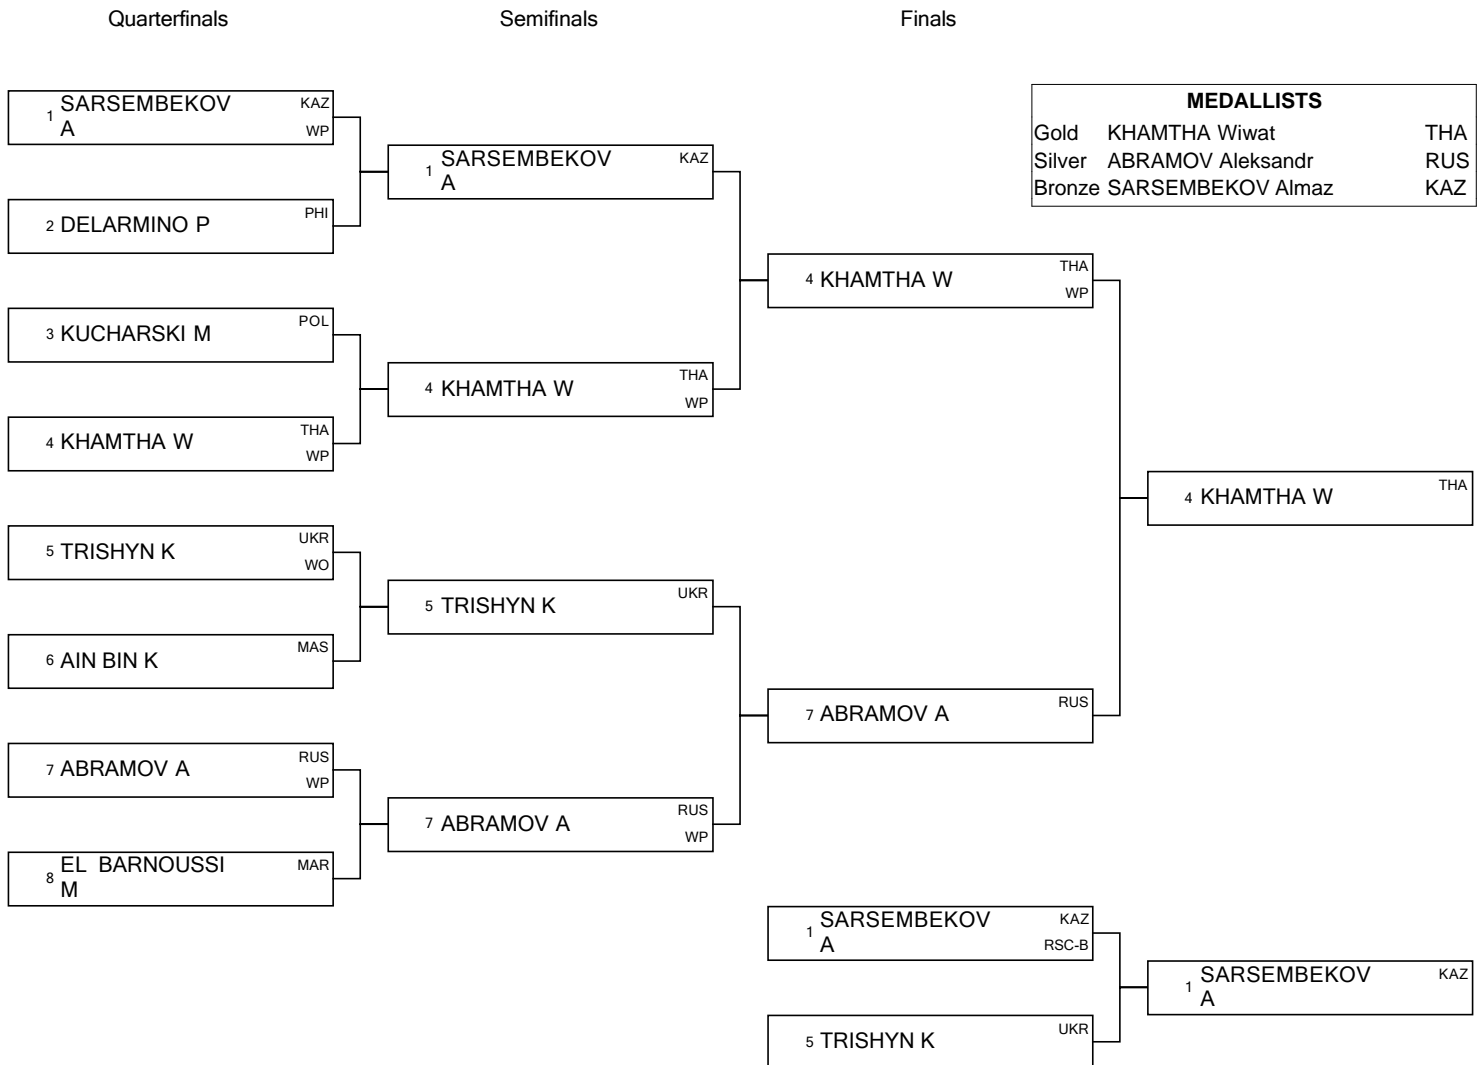 Quarterfinals Semifinals Finals
MEDALLISTS
Gold KHAMTHA Wiwat THA
Silver ABRAMOV Aleksandr RUS
Bronze SARSEMBEKOV Almaz KAZ
1 SARSEMBEKOV KAZ
A WP
2 DELARMINO P PHI
3 KUCHARSKI M POL
4 KHAMTHA W THA
WP
5 TRISHYN K UKR
WO
6 AIN BIN K MAS
7 ABRAMOV A RUS
WP
8 EL BARNOUSSI MAR
M
1 SARSEMBEKOV KAZ
A
4 KHAMTHA W THA
WP
5 TRISHYN K UKR
7 ABRAMOV A RUS
WP
4 KHAMTHA W THA
WP
7 ABRAMOV A RUS
4 KHAMTHA W THA
1 SARSEMBEKOV KAZ
A RSC-B
5 TRISHYN K UKR
1 SARSEMBEKOV KAZ
A